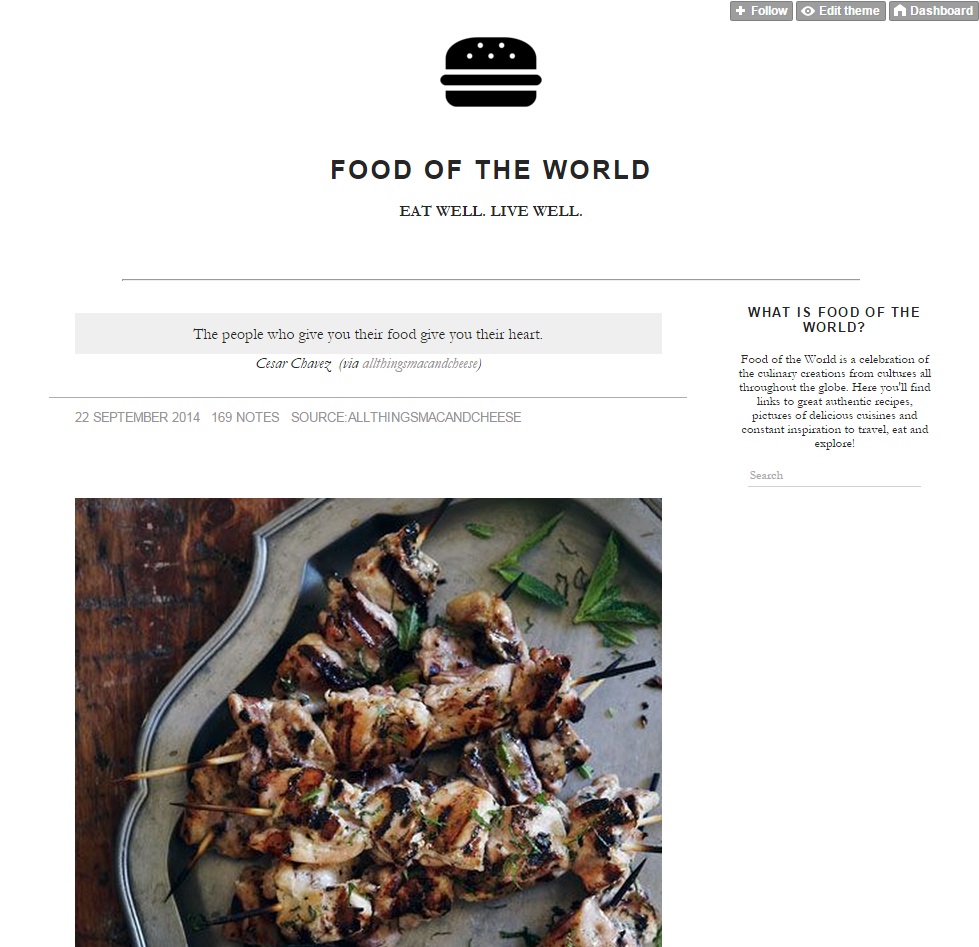 Follow Edit theme Dashboard
FOOD OF THE WORLD
EAT WELL. LIVE WELL.
The people who give you their food give you their heart.
Cesar Chavez (via allthingsmacandcheese)
22 SEPTEMBER 2014 169 NOTES SOURCE:ALLTHINGSMACANDCHEESE
WHAT IS FOOD OF THE
WORLD?
Food of the World is a celebration of
the culinary creations from cultures all
throughout the globe. Here you'll find
links to great authentic recipes,
pictures of delicious cuisines and
constant inspiration to travel, eat and
explore!
Search